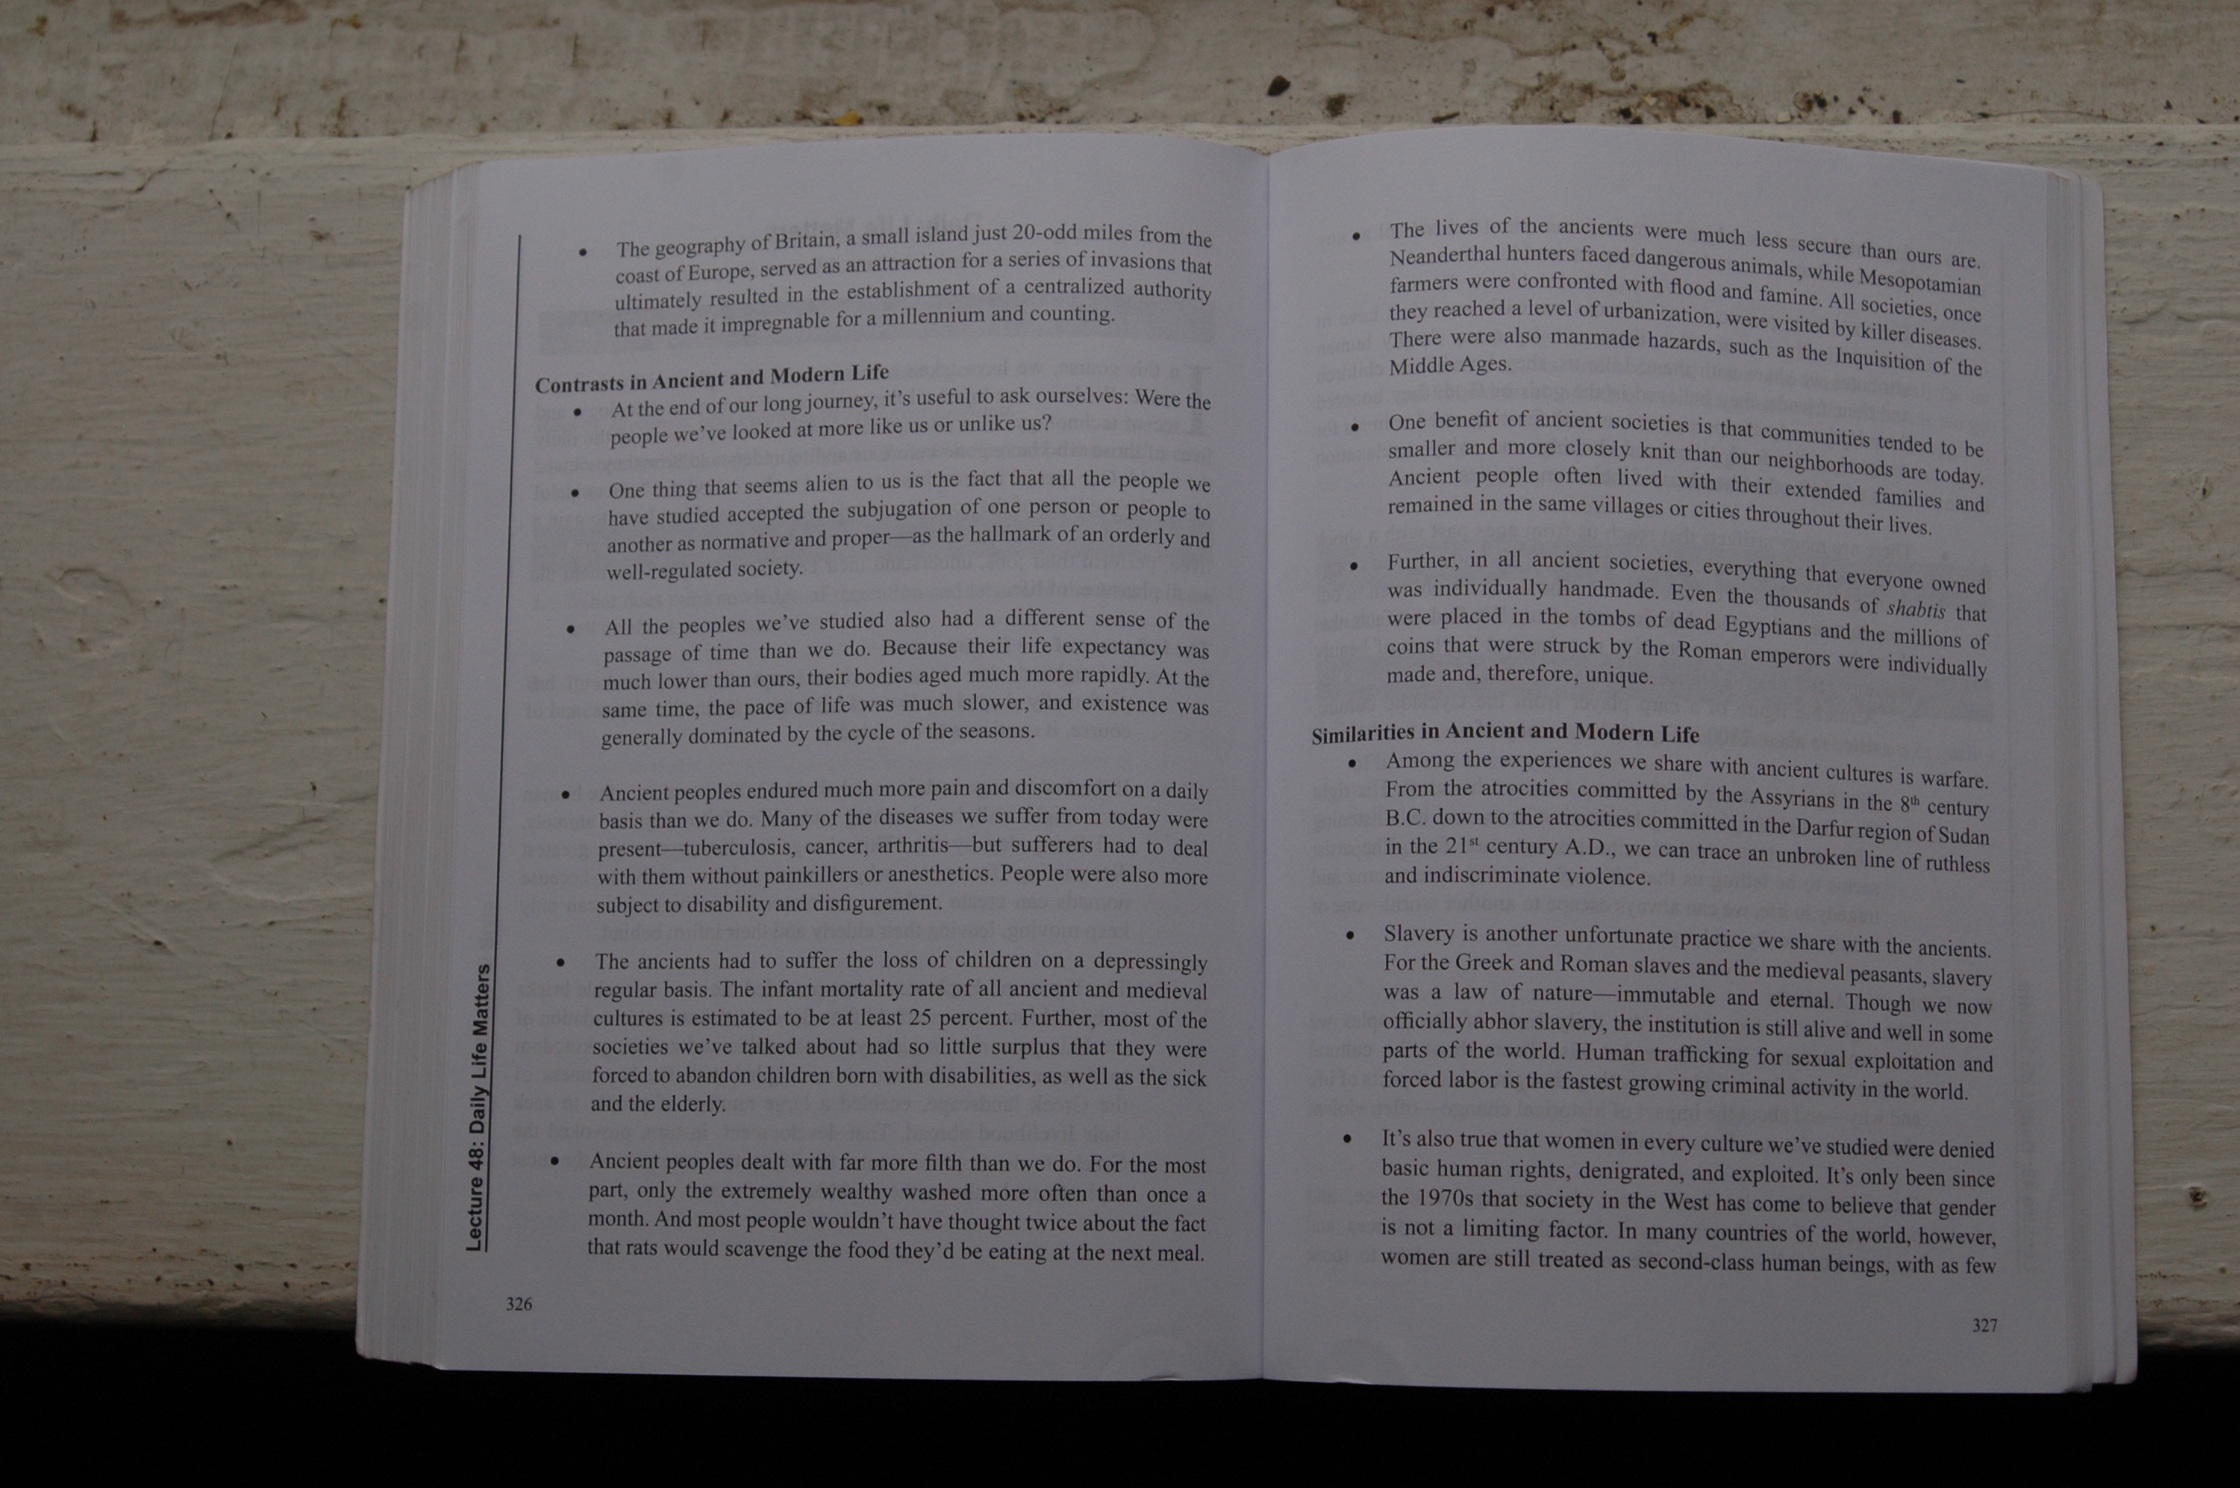 • The geography of Britain, a small island just 20-odd miles from the
coast of Europe, served as an attraction for a series of invasions that
ultimately resulted in the establishment of a centralized authority
that made it impregnable for a millennium and counting.
Contrasts in Ancient and Modern Life
• At the end of our long journey, it’s useful to ask ourselves: Were the
people we’ve looked at more like us or unlike us?
• One thing that seems alien to us is the fact that all the people we
have studied accepted the subjugation of one person or people to
another as normative and proper—as the hallmark of an orderly and
well-regulated society.
• All the peoples we’ve studied also had a different sense of the
passage of time than we do. Because their life expectancy was
much lower than ours, their bodies aged much more rapidly. At the
same time, the pace of life was much slower, and existence was
generally dominated by the cycle of the seasons.
• Ancient peoples endured much more pain and discomfort on a daily
basis than we do. Many of the diseases we suffer from today were
present—tuberculosis, cancer, arthritis—but sufferers had to deal
with them without painkillers or anesthetics. People were also more
subject to disability and disfigurement.
• The ancients had to suffer the loss of children on a depressingly
regular basis. The infant mortality rate of all ancient and medieval
cultures is estimated to be at least 25 percent. Further, most of the
societies we’ve talked about had so little surplus that they were
forced to abandon children born with disabilities, as well as the sick
and the elderly.
• Ancient peoples dealt with far more filth than we do. For the most
part, only the extremely wealthy washed more often than once a
month. And most people wouldn’t have thought twice about the fact
that rats would scavenge the food they’d be eating at the next meal.
Lecture 48: Daily Life Matters
326
• The lives of the ancients were much less secure than ours are.
Neanderthal hunters faced dangerous animals, while Mesopotamian
farmers were confronted with flood and famine. All societies, once
they reached a level of urbanization, were visited by killer diseases.
There were also manmade hazards, such as the Inquisition of the
Middle Ages.
• One benefit of ancient societies is that communities tended to be
smaller and more closely knit than our neighborhoods are today.
Ancient people often lived with their extended families and
remained in the same villages or cities throughout their lives.
• Further, in all ancient societies, everything that everyone owned
was individually handmade. Even the thousands of shabtis that
were placed in the tombs of dead Egyptians and the millions of
coins that were struck by the Roman emperors were individually
made and, therefore, unique.
Similarities in Ancient and Modern Life
• Among the experiences we share with ancient cultures is warfare.
From the atrocities committed by the Assyrians in the 8th century
B.C. down to the atrocities committed in the Darfur region of Sudan
in the 21st century A.D., we can trace an unbroken line of ruthless
and indiscriminate violence.
• Slavery is another unfortunate practice we share with the ancients.
For the Greek and Roman slaves and the medieval peasants, slavery
was a law of nature—immutable and eternal. Though we now
officially abhor slavery, the institution is still alive and well in some
parts of the world. Human trafficking for sexual exploitation and
forced labor is the fastest growing criminal activity in the world.
• It’s also true that women in every culture we’ve studied were denied
basic human rights, denigrated, and exploited. It’s only been since
the 1970s that society in the West has come to believe that gender
is not a limiting factor. In many countries of the world, however,
women are still treated as second-class human beings, with as few
327